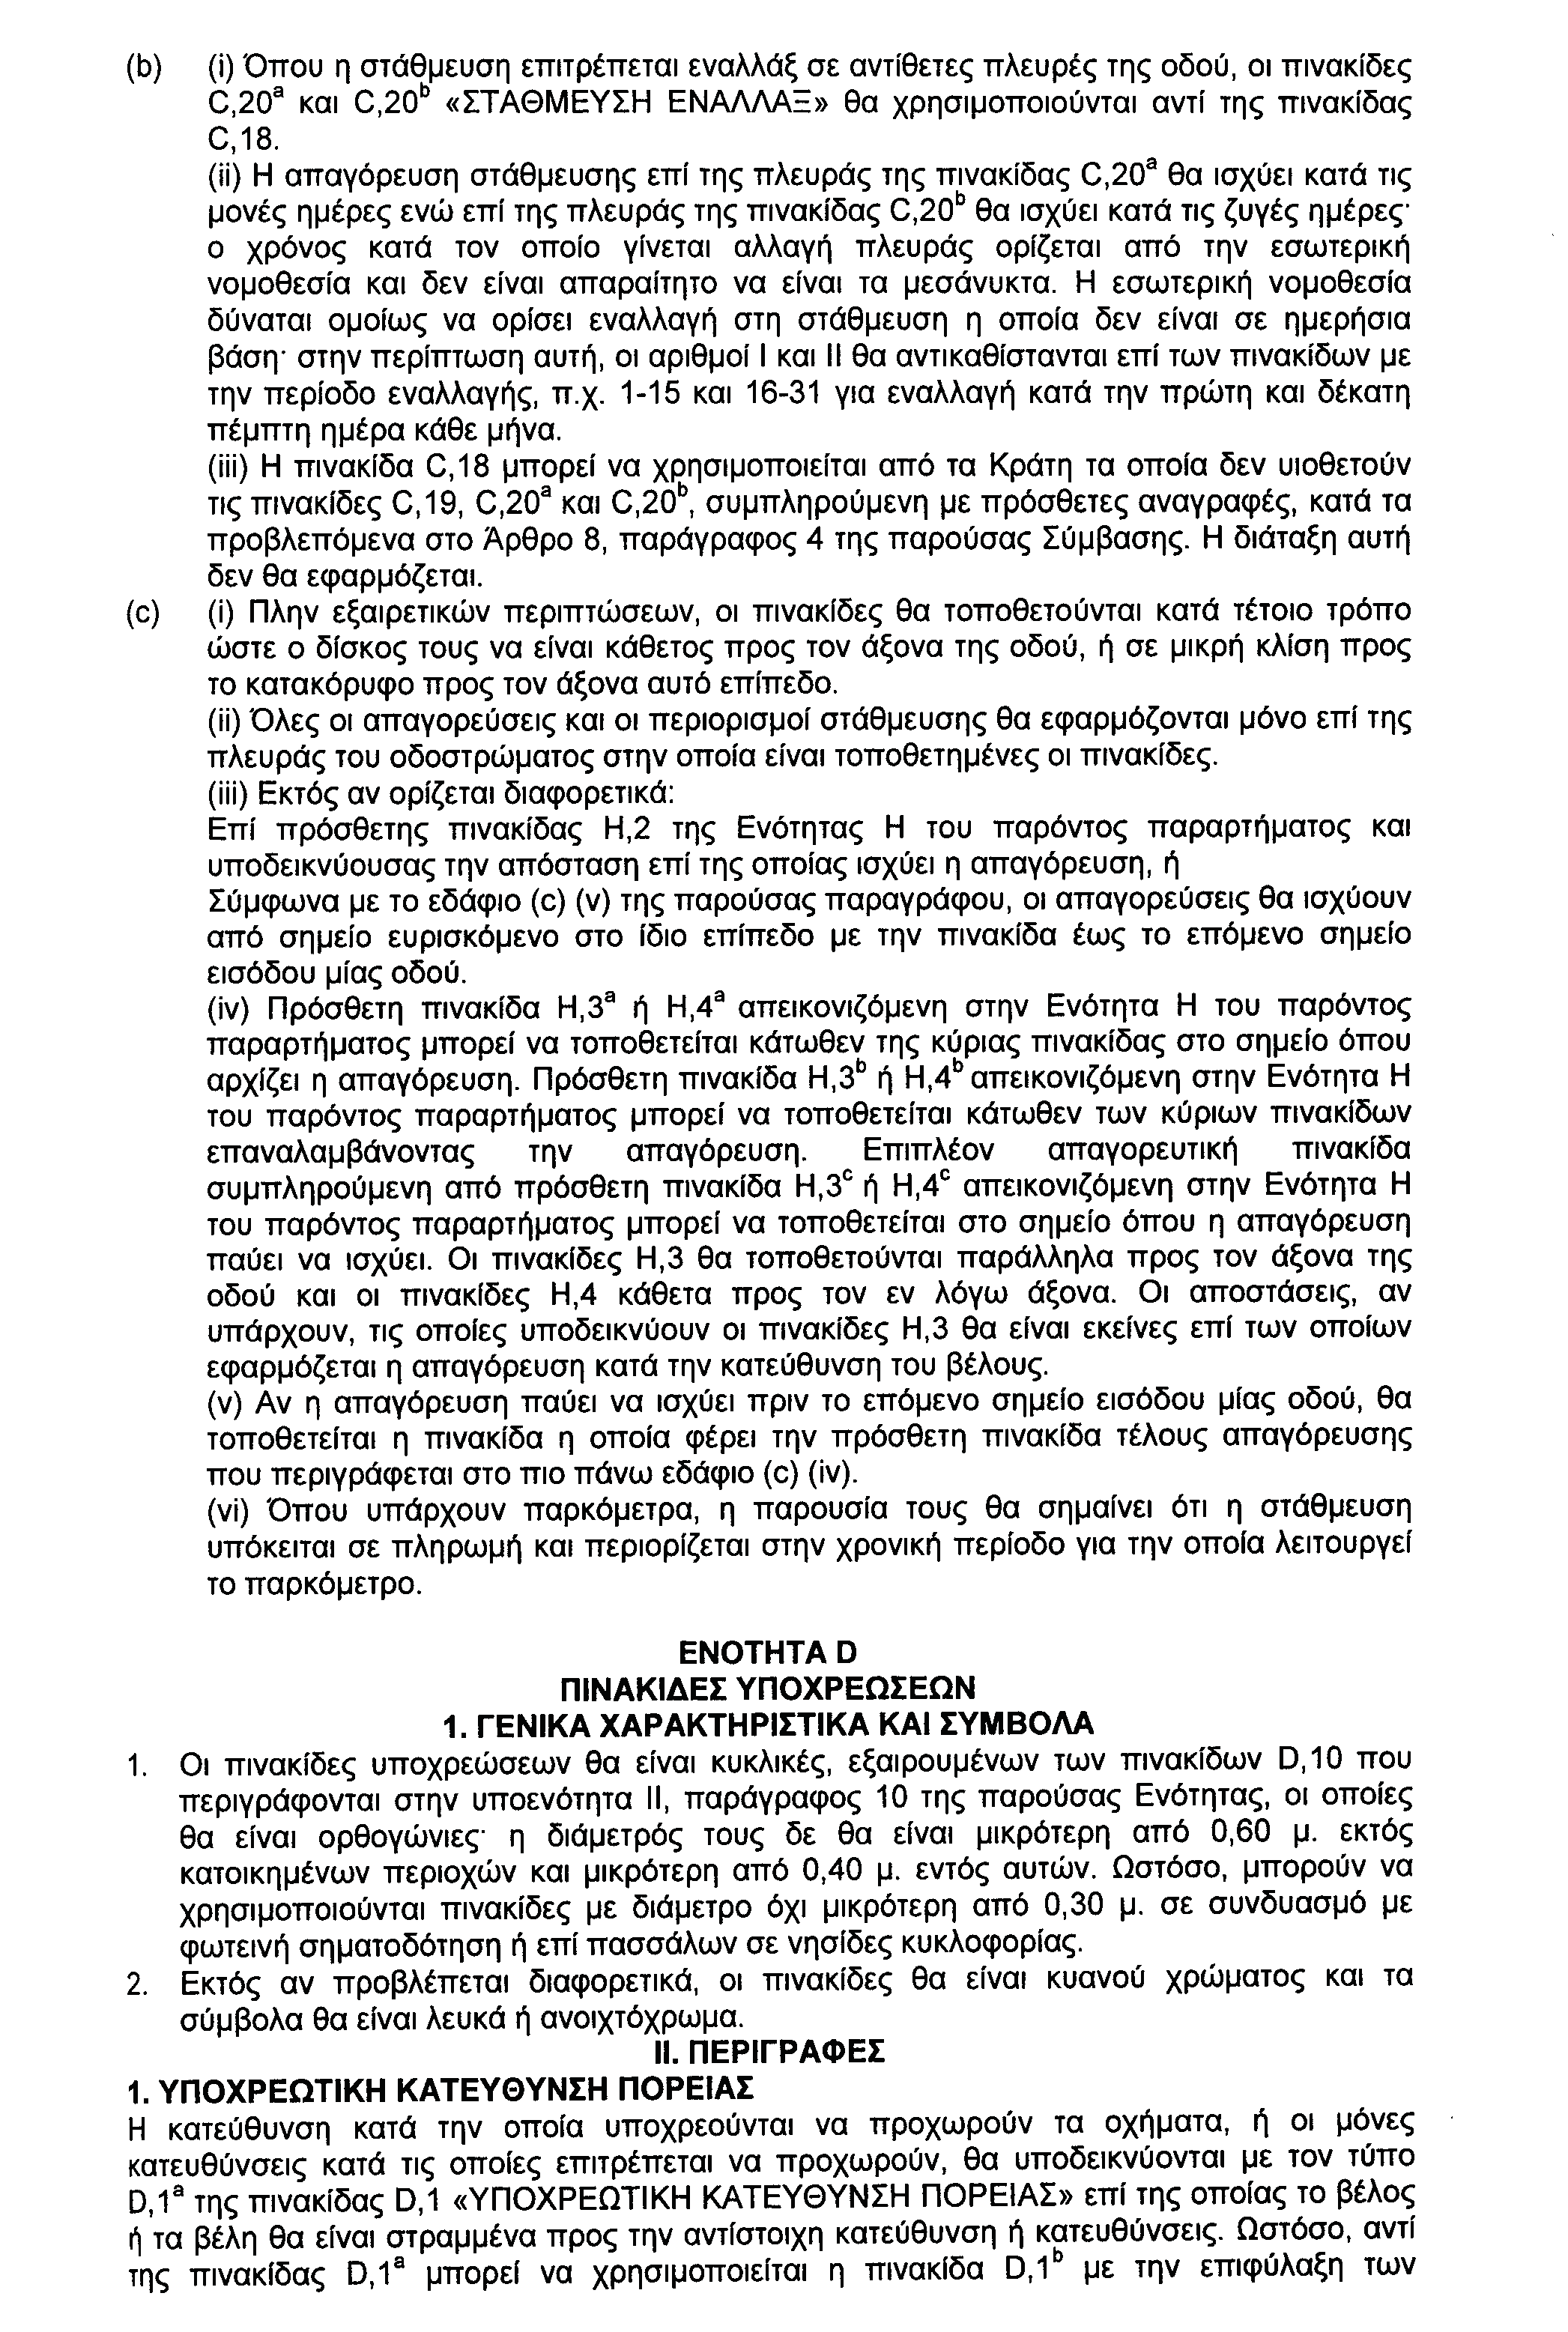 (b) (i) Όπου η στάθμευση επιτρέπεται εναλλάξ σε αντίθετες πλευρές της οδού, οι πινακίδες
C,20ª και C,20ᵇ «ΣΤΑΘΜΕΥΣΗ ΕΝΑΛΛΑΞ» θα χρησιμοποιούνται αντί της πινακίδας
C,18.
(ii) Η απαγόρευση στάθμευσης επί της πλευράς της πινακίδας C,20ª θα ισχύει κατά τις
μονές ημέρες ενώ επί της πλευράς της πινακίδας C,20ᵇ θα ισχύει κατά τις ζυγές ημέρες·
ο χρόνος κατά τον οποίο γίνεται αλλαγή πλευράς ορίζεται από την εσωτερική
νομοθεσία και δεν είναι απαραίτητο να είναι τα μεσάνυκτα. Η εσωτερική νομοθεσία
δύναται ομοίως να ορίσει εναλλαγή στη στάθμευση η οποία δεν είναι σε ημερήσια
βάση· στην περίπτωση αυτή, οι αριθμοί I και II θα αντικαθίστανται επί των πινακίδων με
την περίοδο εναλλαγής, π.χ. 1-15 και 16-31 για εναλλαγή κατά την πρώτη και δέκατη
πέμπτη ημέρα κάθε μήνα.
(iii) Η πινακίδα C,18 μπορεί να χρησιμοποιείται από τα Κράτη τα οποία δεν υιοθετούν
τις πινακίδες C,19, C,20ª και C,20ᵇ, συμπληρούμενη με πρόσθετες αναγραφές, κατά τα
προβλεπόμενα στο Άρθρο 8, παράγραφος 4 της παρούσας Σύμβασης. Η διάταξη αυτή
δεν θα εφαρμόζεται.
(c) (i) Πλην εξαιρετικών περιπτώσεων, οι πινακίδες θα τοποθετούνται κατά τέτοιο τρόπο
ώστε ο δίσκος τους να είναι κάθετος προς τον άξονα της οδού, ή σε μικρή κλίση προς
το κατακόρυφο προς τον άξονα αυτό επίπεδο.
(ii) Όλες οι απαγορεύσεις και οι περιορισμοί στάθμευσης θα εφαρμόζονται μόνο επί της
πλευράς του οδοστρώματος στην οποία είναι τοποθετημένες οι πινακίδες.
(iii) Εκτός αν ορίζεται διαφορετικά:
Επί πρόσθετης πινακίδας H,2 της Ενότητας H του παρόντος παραρτήματος και
υποδεικνύουσας την απόσταση επί της οποίας ισχύει η απαγόρευση, ή
Σύμφωνα με το εδάφιο (c) (v) της παρούσας παραγράφου, οι απαγορεύσεις θα ισχύουν
από σημείο ευρισκόμενο στο ίδιο επίπεδο με την πινακίδα έως το επόμενο σημείο
εισόδου μίας οδού.
(iv) Πρόσθετη πινακίδα H,3ª ή H,4ª απεικονιζόμενη στην Ενότητα H του παρόντος
παραρτήματος μπορεί να τοποθετείται κάτωθεν της κύριας πινακίδας στο σημείο όπου
αρχίζει η απαγόρευση. Πρόσθετη πινακίδα H,3ᵇ ή H,4ᵇ απεικονιζόμενη στην Ενότητα H
του παρόντος παραρτήματος μπορεί να τοποθετείται κάτωθεν των κύριων πινακίδων
επαναλαμβάνοντας την απαγόρευση. Επιπλέον απαγορευτική πινακίδα
συμπληρούμενη από πρόσθετη πινακίδα H,3ᶜ ή H,4ᶜ απεικονιζόμενη στην Ενότητα H
του παρόντος παραρτήματος μπορεί να τοποθετείται στο σημείο όπου η απαγόρευση
παύει να ισχύει. Οι πινακίδες H,3 θα τοποθετούνται παράλληλα προς τον άξονα της
οδού και οι πινακίδες H,4 κάθετα προς τον εν λόγω άξονα. Οι αποστάσεις, αν
υπάρχουν, τις οποίες υποδεικνύουν οι πινακίδες H,3 θα είναι εκείνες επί των οποίων
εφαρμόζεται η απαγόρευση κατά την κατεύθυνση του βέλους.
(v) Αν η απαγόρευση παύει να ισχύει πριν το επόμενο σημείο εισόδου μίας οδού, θα
τοποθετείται η πινακίδα η οποία φέρει την πρόσθετη πινακίδα τέλους απαγόρευσης
που περιγράφεται στο πιο πάνω εδάφιο (c) (iv).
(vi) Όπου υπάρχουν παρκόμετρα, η παρουσία τους θα σημαίνει ότι η στάθμευση
υπόκειται σε πληρωμή και περιορίζεται στην χρονική περίοδο για την οποία λειτουργεί
το παρκόμετρο.
ΕΝΟΤΗΤΑ D
ΠΙΝΑΚΙΔΕΣ ΥΠΟΧΡΕΩΣΕΩΝ
1. ΓΕΝΙΚΑ ΧΑΡΑΚΤΗΡΙΣΤΙΚΑ ΚΑΙ ΣΥΜΒΟΛΑ
1. Οι πινακίδες υποχρεώσεων θα είναι κυκλικές, εξαιρουμένων των πινακίδων D,10 που
περιγράφονται στην υποενότητα II, παράγραφος 10 της παρούσας Ενότητας, οι οποίες
θα είναι ορθογώνιες· η διάμετρός τους δε θα είναι μικρότερη από 0,60 μ. εκτός
κατοικημένων περιοχών και μικρότερη από 0,40 μ. εντός αυτών. Ωστόσο, μπορούν να
χρησιμοποιούνται πινακίδες με διάμετρο όχι μικρότερη από 0,30 μ. σε συνδυασμό με
φωτεινή σηματοδότηση ή επί πασσάλων σε νησίδες κυκλοφορίας.
2. Εκτός αν προβλέπεται διαφορετικά, οι πινακίδες θα είναι κυανού χρώματος και τα
σύμβολα θα είναι λευκά ή ανοιχτόχρωμα.
II. ΠΕΡΙΓΡΑΦΕΣ
1. ΥΠΟΧΡΕΩΤΙΚΗ ΚΑΤΕΥΘΥΝΣΗ ΠΟΡΕΙΑΣ
Η κατεύθυνση κατά την οποία υποχρεούνται να προχωρούν τα οχήματα, ή οι μόνες
κατευθύνσεις κατά τις οποίες επιτρέπεται να προχωρούν, θα υποδεικνύονται με τον τύπο
D,1ª της πινακίδας D,1 «ΥΠΟΧΡΕΩΤΙΚΗ ΚΑΤΕΥΘΥΝΣΗ ΠΟΡΕΙΑΣ» επί της οποίας το βέλος
ή τα βέλη θα είναι στραμμένα προς την αντίστοιχη κατεύθυνση ή κατευθύνσεις. Ωστόσο, αντί
της πινακίδας D,1ª μπορεί να χρησιμοποιείται η πινακίδα D,1ᵇ με την επιφύλαξη των